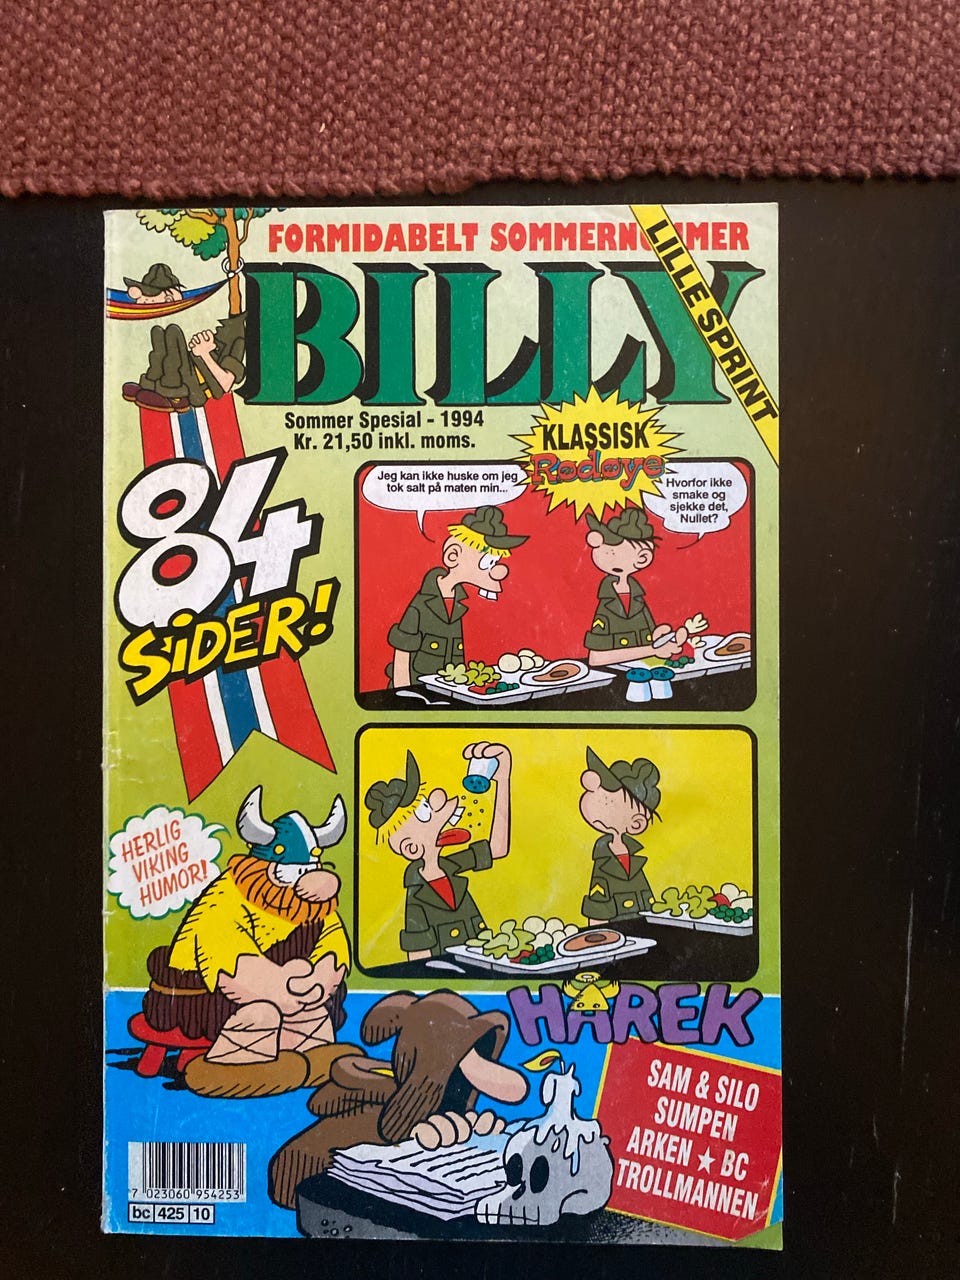 FORMIDABELT SOMMERNUMMER
BILLY
LILLE SPRINT
Sommer Spesial - 1994
Kr. 21,50 inkl. moms.
KLASSISK
Rødøye
84
SIDER!
Jeg kan ikke huske om jeg
tok salt på maten min...
Hvorfor ikke
smake og
sjekke det,
Nullet?
HERLIG
VIKING
HUMOR!
HÅREK
SAM & SILO
SUMPEN
ARKEN ★ BC
TROLLMANNEN
7 023060 954253
bc 425 10